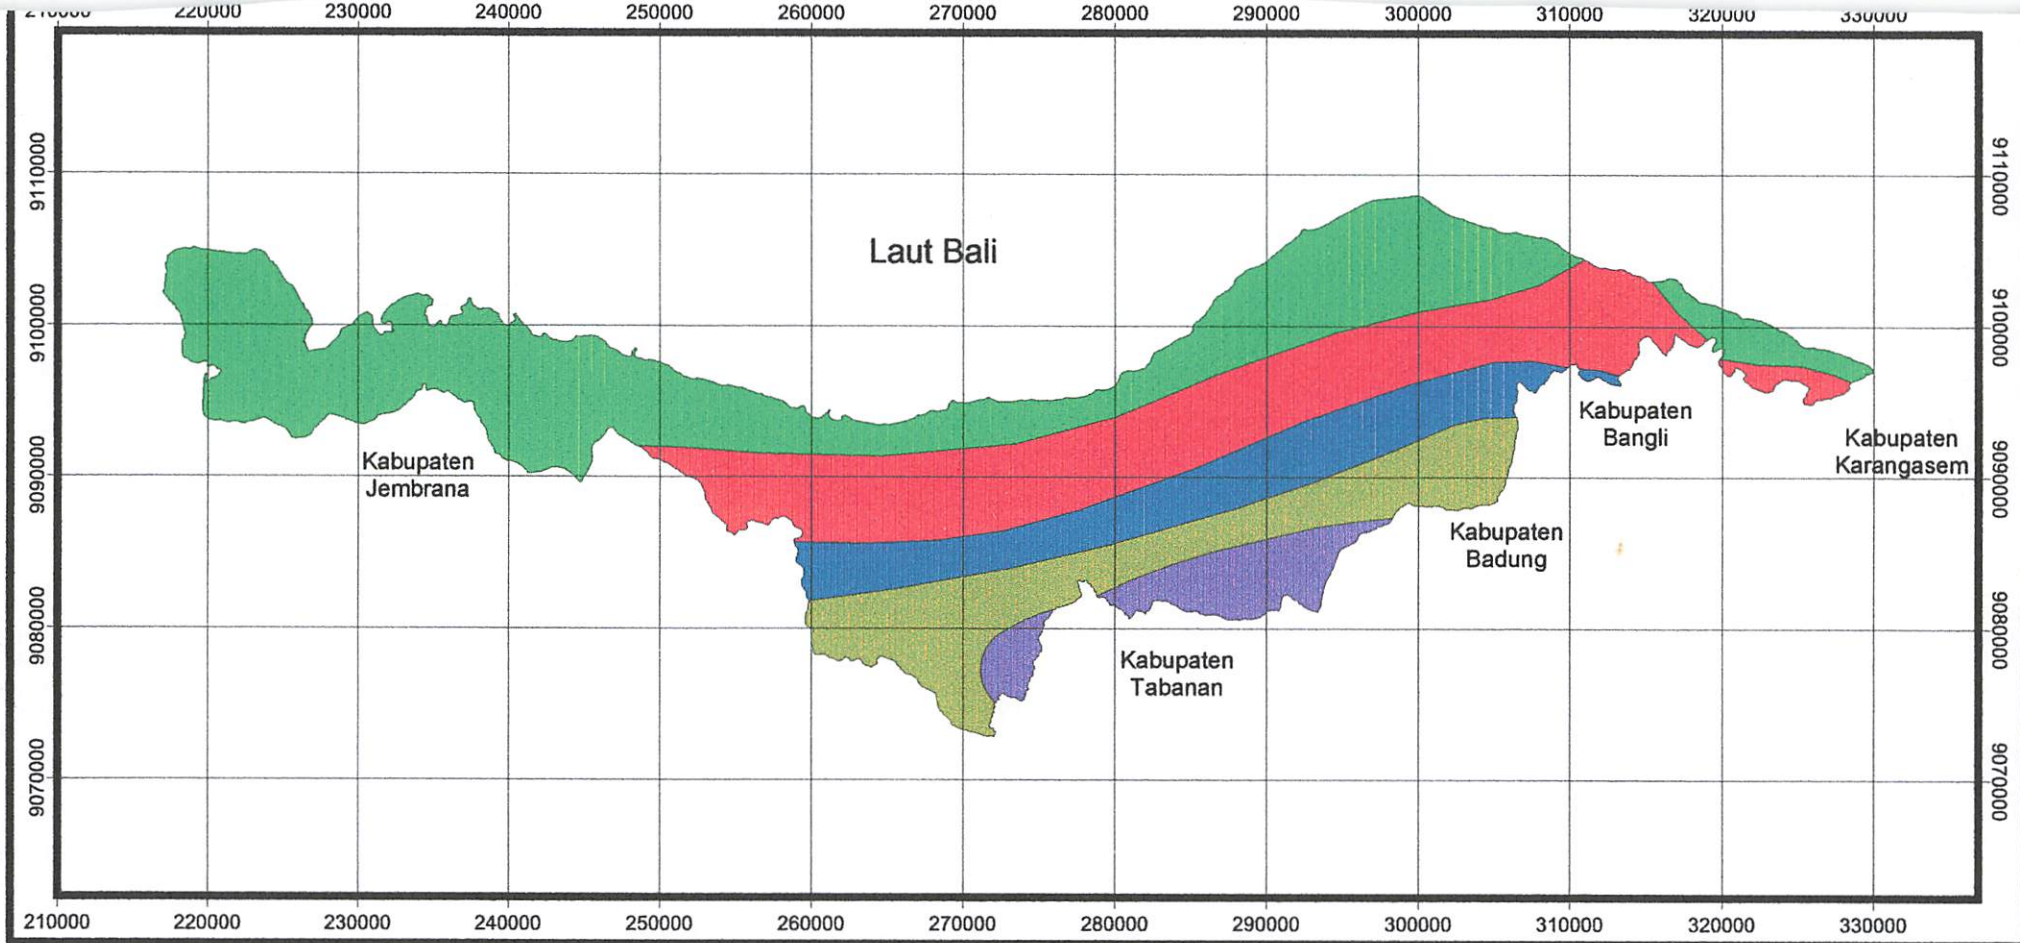 220000 230000 240000 250000 260000 270000 280000 290000 300000 310000 320000 330000
9110000 9110000
Laut Bali
9100000 9100000
Kabupaten
Bangli
Kabupaten
Karangasem
Kabupaten
Jembrana
9090000 9090000
Kabupaten
Badung
9080000 9080000
Kabupaten
Tabanan
9070000 9070000
210000 220000 230000 240000 250000 260000 270000 280000 290000 300000 310000 320000 330000